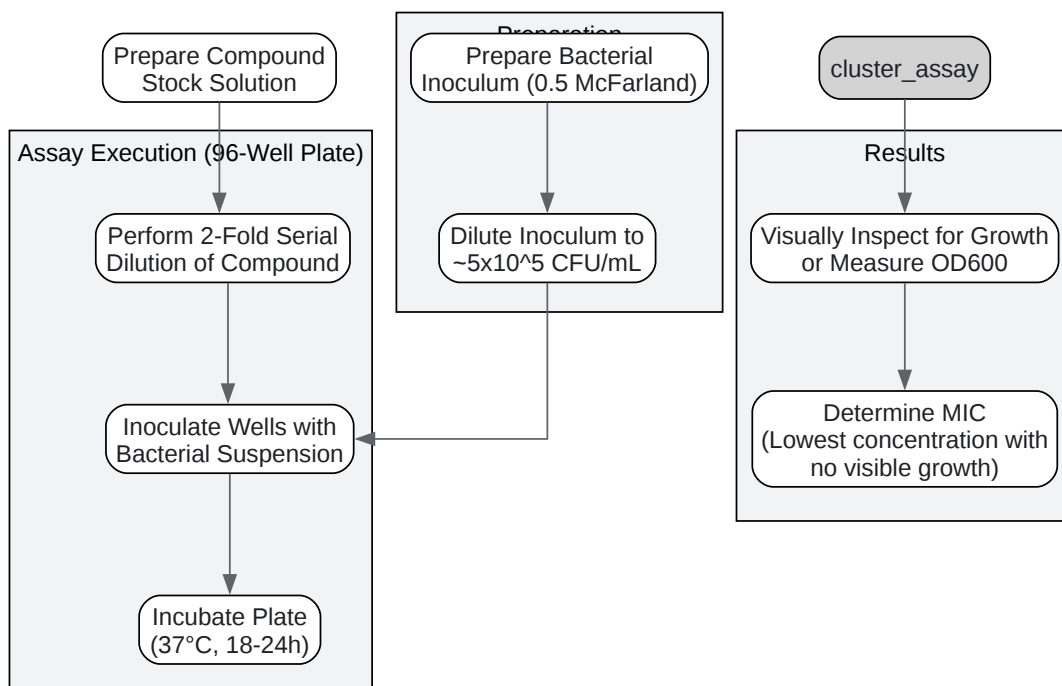 Prepare Compound
Stock Solution
Preparation
Prepare Bacterial
Inoculum (0.5 McFarland)
cluster_assay
Assay Execution (96-Well Plate)
Results
Perform 2-Fold Serial
Dilution of Compound
Dilute Inoculum to
~5x10^5 CFU/mL
Visually Inspect for Growth
or Measure OD600
Inoculate Wells with
Bacterial Suspension
Determine MIC
(Lowest concentration with
no visible growth)
Incubate Plate
(37°C, 18-24h)